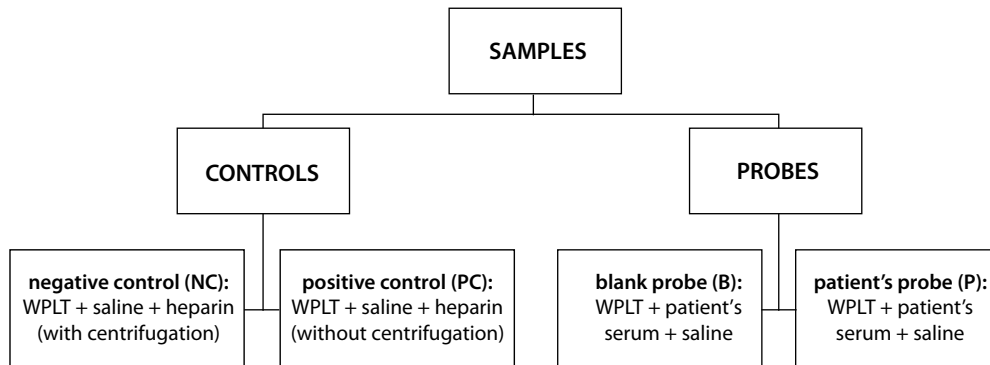 SAMPLES
CONTROLS
PROBES
negative control (NC):
WPLT + saline + heparin
(with centrifugation)
positive control (PC):
WPLT + saline + heparin
(without centrifugation)
blank probe (B):
WPLT + patient's
serum + saline
patient's probe (P):
WPLT + patient's
serum + saline